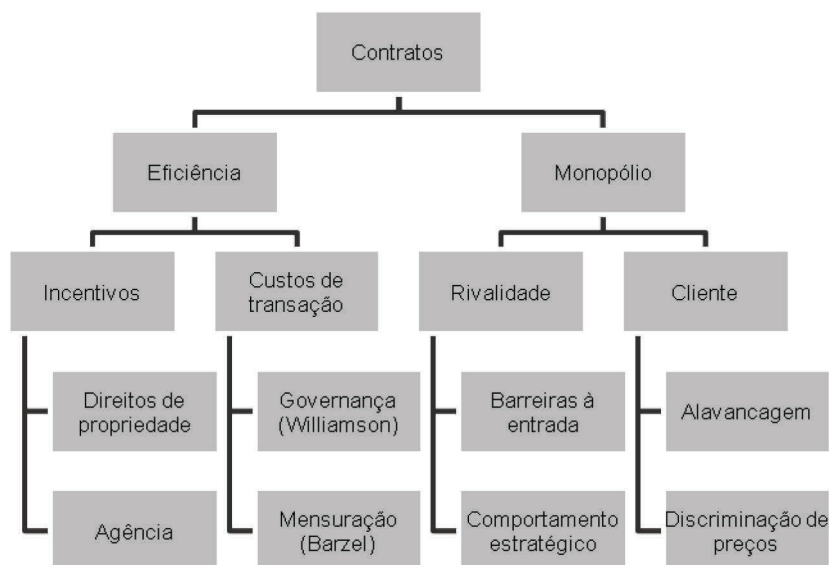 Contratos
Eficiência
Monopólio
Incentivos
Custos de
transação
Rivalidade
Cliente
Direitos de
propriedade
Governança
(Williamson)
Barreiras à
entrada
Alavancagem
Agência
Mensuração
(Barzel)
Comportamento
estratégico
Discriminação de
preços